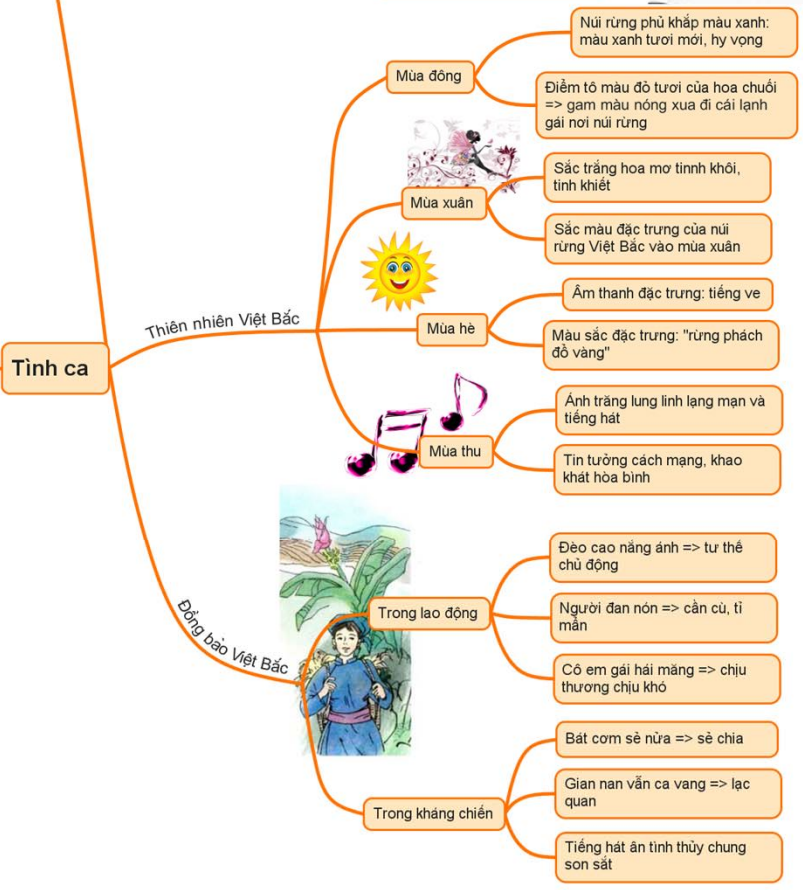 Tình ca
Thiên nhiên Việt Bắc
Mùa đông
Núi rừng phủ khắp màu xanh:
màu xanh tươi mới, hy vọng
Điểm tô màu đỏ tươi của hoa chuối
=> gam màu nóng xua đi cái lạnh
gái nơi núi rừng
Mùa xuân
Sắc trắng hoa mơ tinnh khôi,
tinh khiết
Sắc màu đặc trưng của núi
rừng Việt Bắc vào mùa xuân
Mùa hè
Âm thanh đặc trưng: tiếng ve
Màu sắc đặc trưng: "rừng phách
đổ vàng"
Mùa thu
Ánh trăng lung linh lạng mạn và
tiếng hát
Tin tưởng cách mạng, khao
khát hòa bình
Đồng bào Việt Bắc
Trong lao động
Đèo cao nắng ánh => tư thế
chủ động
Người đan nón => cần cù, tỉ
mẩn
Cô em gái hái măng => chịu
thương chịu khó
Trong kháng chiến
Bát cơm sẻ nửa => sẻ chia
Gian nan vẫn ca vang => lạc
quan
Tiếng hát ân tình thủy chung
son sắt